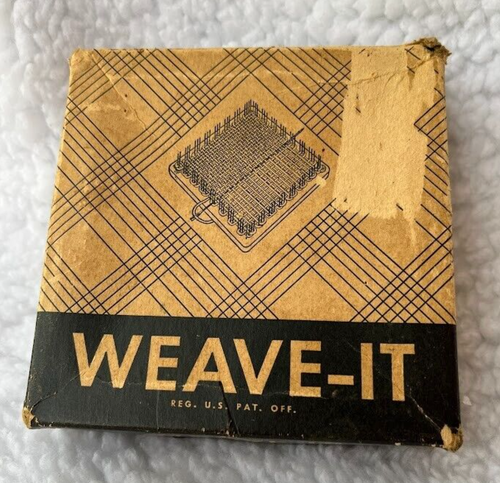 WEAVE-IT
REG. U.S. PAT. OFF.